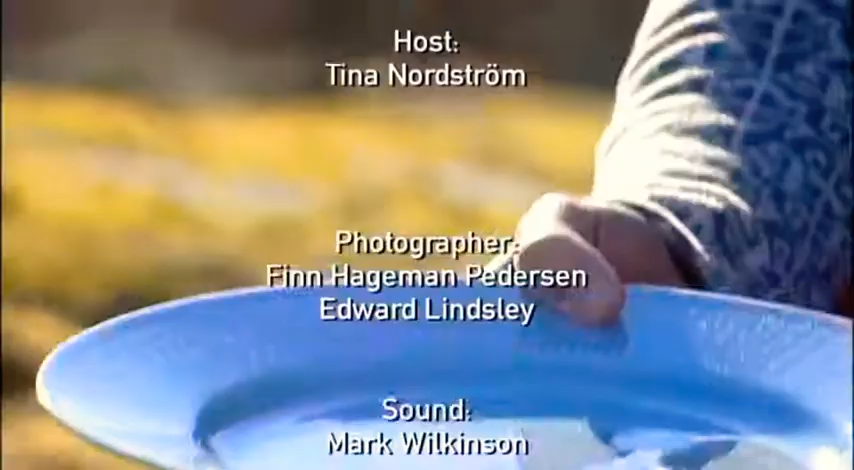 Host:
Tina Nordström
Photographer:
Finn Hageman Pedersen
Edward Lindsley
Sound:
Mark Wilkinson